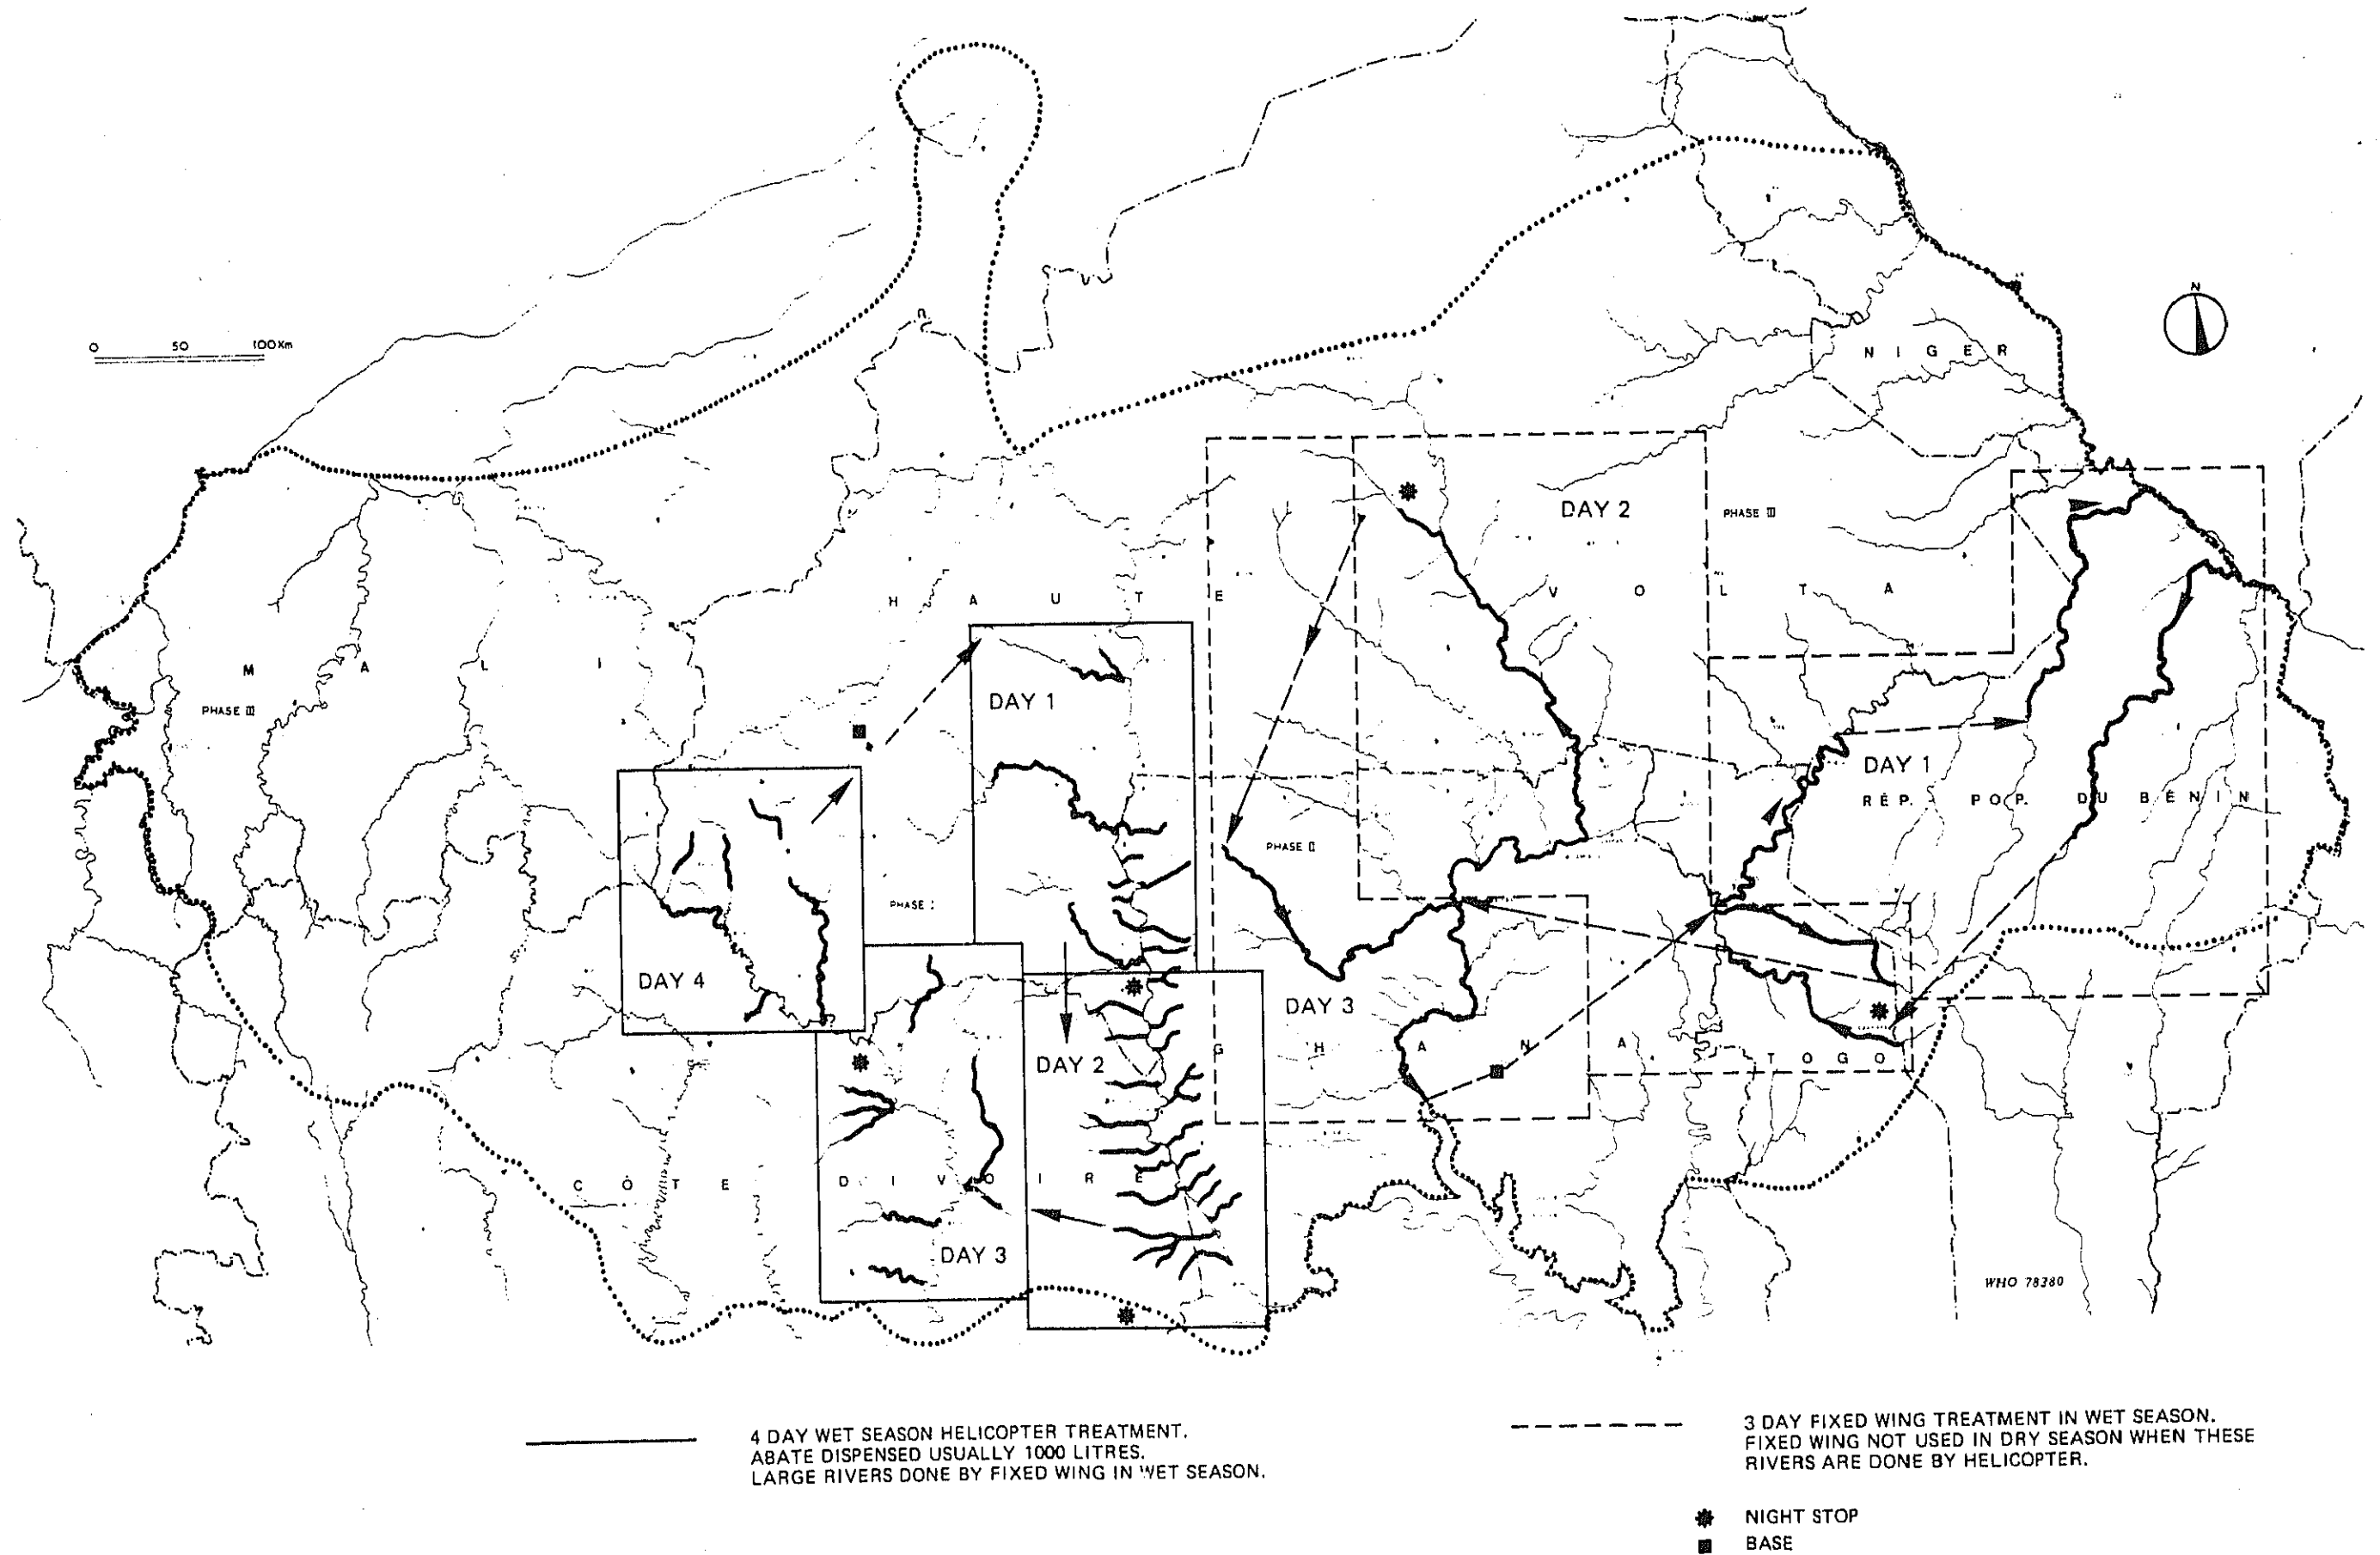 N
0 50 100Km
N I G E R
DAY 2
PHASE III
H A U T E V O L T A
M A L I
PHASE III
DAY 1
DAY 1
RÉP. POP. DU BÉNIN
PHASE II
PHASE I
DAY 4
DAY 3
DAY 2
G H A N A
T O G O
C Ô T E D' I V O I R E
DAY 3
WHO 78380
4 DAY WET SEASON HELICOPTER TREATMENT.
ABATE DISPENSED USUALLY 1000 LITRES.
LARGE RIVERS DONE BY FIXED WING IN WET SEASON.
3 DAY FIXED WING TREATMENT IN WET SEASON.
FIXED WING NOT USED IN DRY SEASON WHEN THESE
RIVERS ARE DONE BY HELICOPTER.
NIGHT STOP
BASE